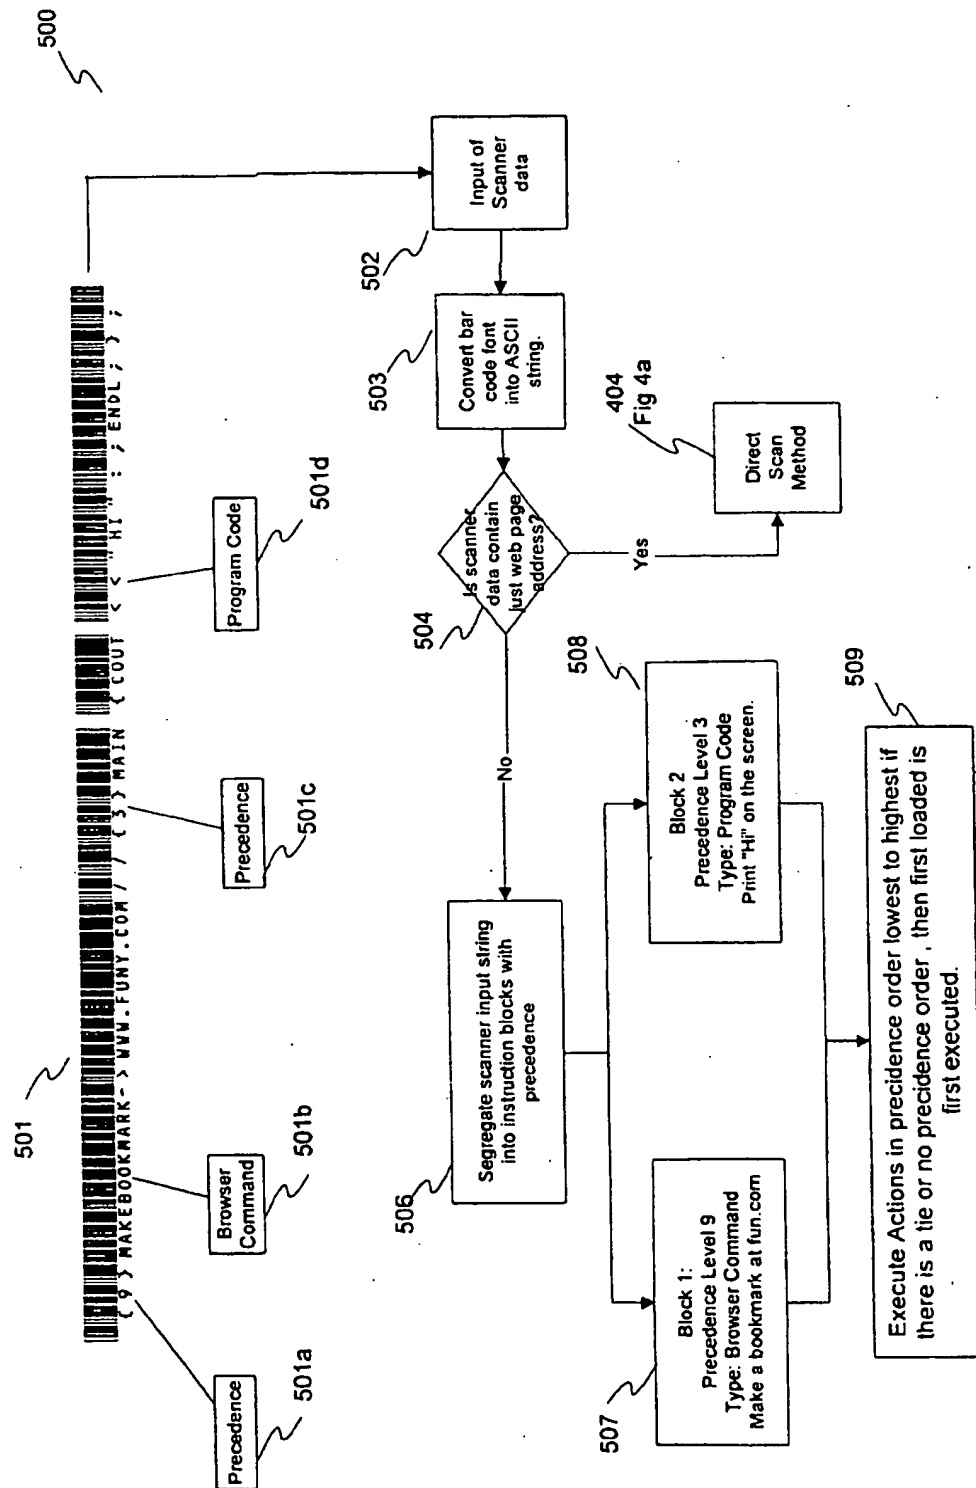 500
501
{9} MAKEBOOKMARK-> WWW.FUNY.COM// {3} MAIN { COUT < < "HI" : ; ENDL ; } ;
Precedence
501a
Browser
Command
501b
Precedence
501c
Program Code
501d
502
Input of
Scanner
data
503
Convert bar
code font
into ASCII
string.
504
Is scanner
data contain
just web page
address?
Yes
404
Fig 4a
Direct
Scan
Method
No
506
Segregate scanner input string
into instruction blocks with
precedence
507
Block 1:
Precedence Level 9
Type: Browser Command
Make a bookmark at fun.com
508
Block 2
Precedence Level 3
Type: Program Code
Print "Hi" on the screen.
509
Execute Actions in precidence order lowest to highest if
there is a tie or no precidence order , then first loaded is
first executed.